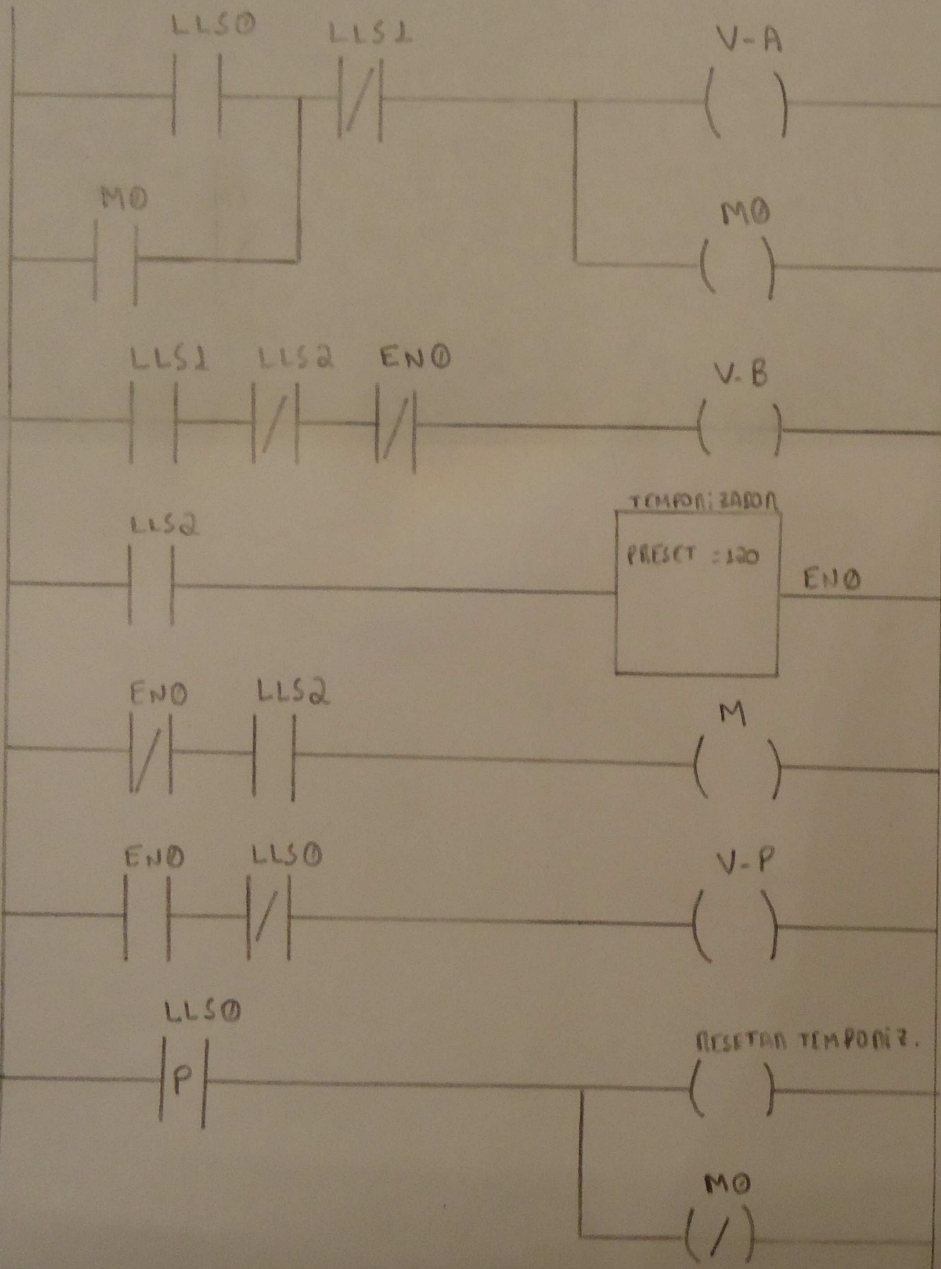 LLS0 LLS1 V-A
M0 M0
LLS1 LLS2 EN0 V-B
LLS2 TEMPORIZADOR
PRESET : 120
EN0
EN0 LLS2 M
EN0 LLS0 V-P
LLS0 RESETAR TEMPORIZ.
P
M0